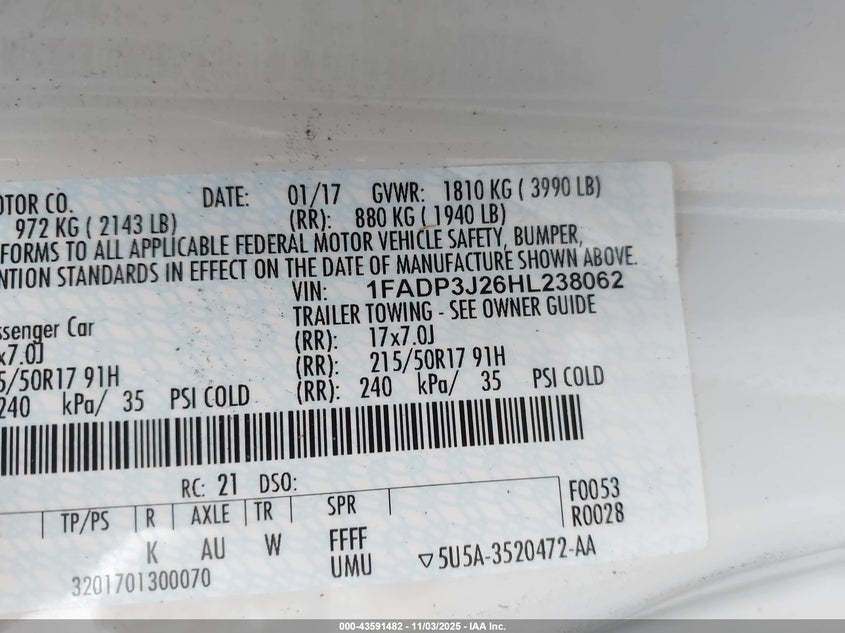 OTOR CO. DATE: 01/17 GVWR: 1810 KG ( 3990 LB)
972 KG ( 2143 LB) (RR): 880 KG ( 1940 LB)
FORMS TO ALL APPLICABLE FEDERAL MOTOR VEHICLE SAFETY, BUMPER,
ENTION STANDARDS IN EFFECT ON THE DATE OF MANUFACTURE SHOWN ABOVE.
VIN: 1FADP3J26HL238062
TRAILER TOWING - SEE OWNER GUIDE
ssenger Car (RR): 17x7.0J
x7.0J (RR): 215/50R17 91H
5/50R17 91H (RR): 240 kPa/ 35 PSI COLD
240 kPa/ 35 PSI COLD
RC: 21 DSO:
TP/PS R AXLE TR SPR F0053
R0028
K AU W FFFF
UMU ▽5U5A-3520472-AA
3201701300070
000-43591482 - 11/03/2025 - IAA Inc.